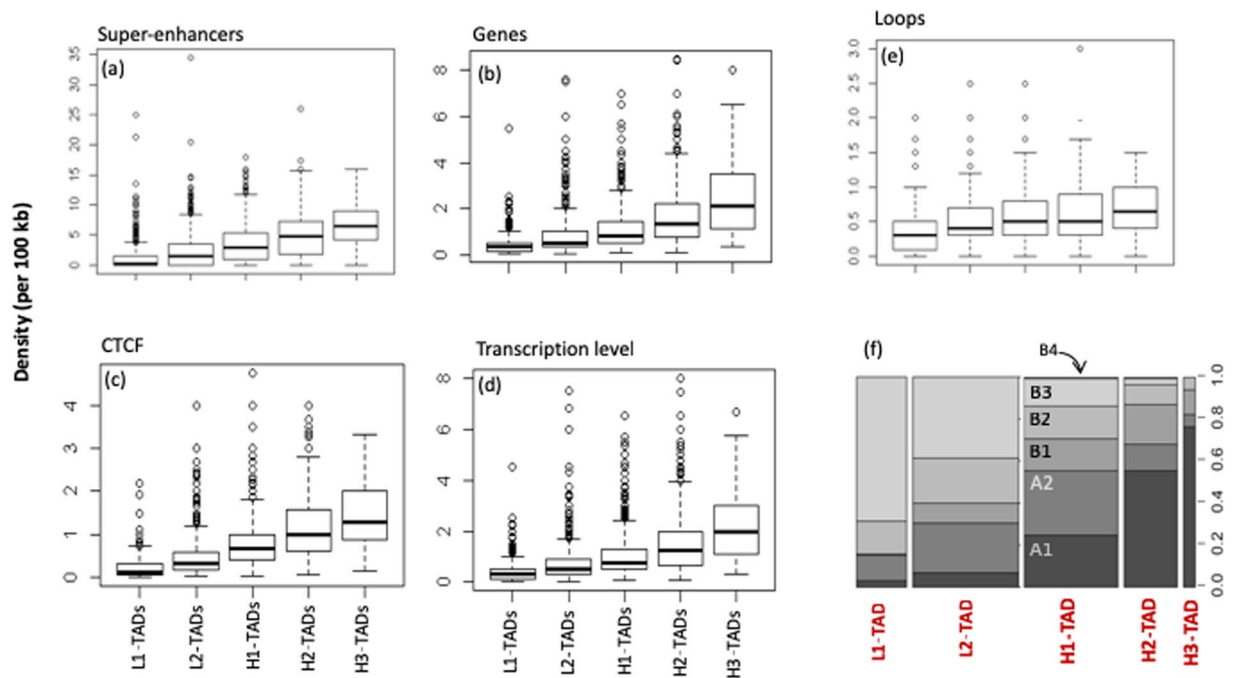 Density (per 100 kb)
Super-enhancers
(a)
35
30
25
20
15
10
5
0
Genes
(b)
8
6
4
2
0
Loops
(e)
3.0
2.5
2.0
1.5
1.0
0.5
0.0
CTCF
(c)
4
3
2
1
0
L1-TADs
L2-TADs
H1-TADs
H2-TADs
H3-TADs
Transcription level
(d)
8
6
4
2
0
L1-TADs
L2-TADs
H1-TADs
H2-TADs
H3-TADs
(f)
B4
B3
B2
B1
A2
A1
1.0
0.8
0.6
0.4
0.2
0.0
L1-TAD
L2-TAD
H1-TAD
H2-TAD
H3-TAD